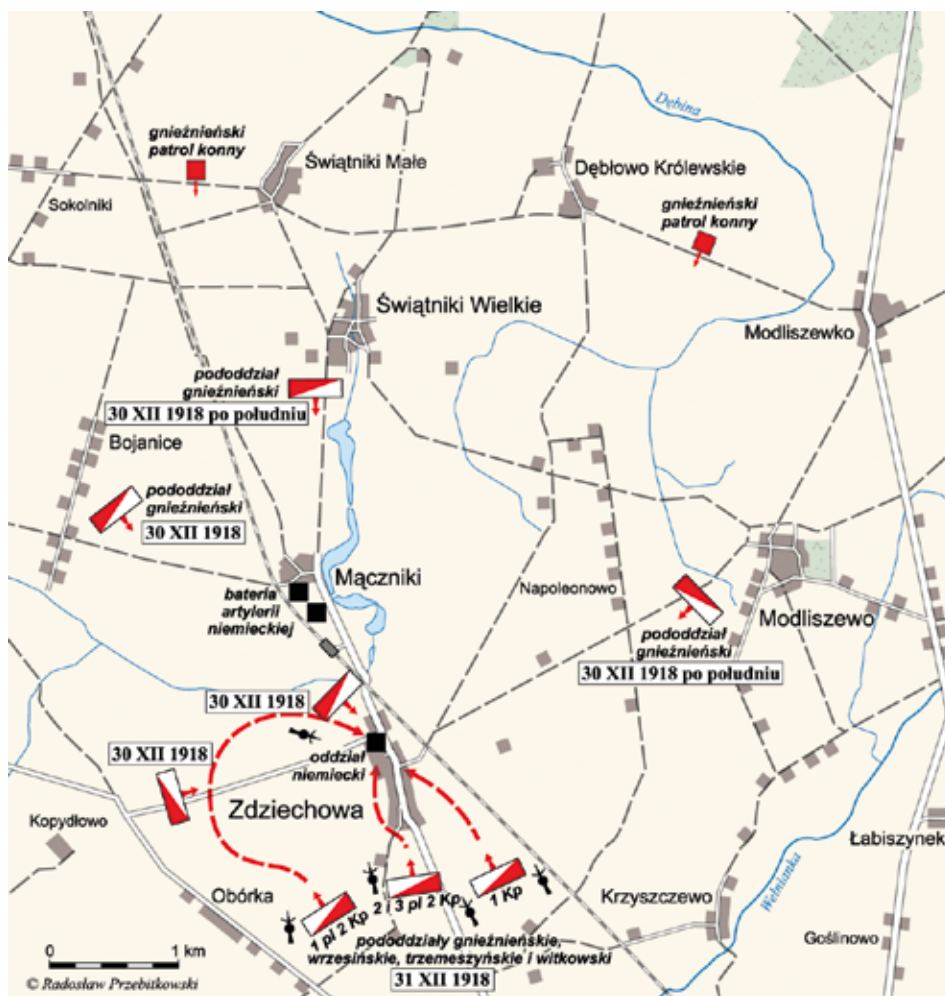 Dębina
gnieźnieński
patrol konny
Świątniki Małe
Dębłowo Królewskie
Sokolniki
gnieźnieński
patrol konny
Świątniki Wielkie
Modliszewko
pododdział
gnieźnieński
30 XII 1918 po południu
Bojanice
pododdział
gnieźnieński
30 XII 1918
Mączniki
bateria
artylerii
niemieckiej
Napoleonowo
Modliszewo
pododdział
gnieźnieński
30 XII 1918 po południu
30 XII 1918
30 XII 1918
oddział
niemiecki
Zdziechowa
Kopydłowo
Łabiszynek
Obórka
Krzyszczewo
Wełnianka
1 pl 2 Kp
2 i 3 pl 2 Kp
1 Kp
pododdziały gnieźnieńskie,
wrzesińskie, trzemeszyńskie i witkowski
31 XII 1918
Goślinowo
0 1 km
© Radosław Przebitkowski